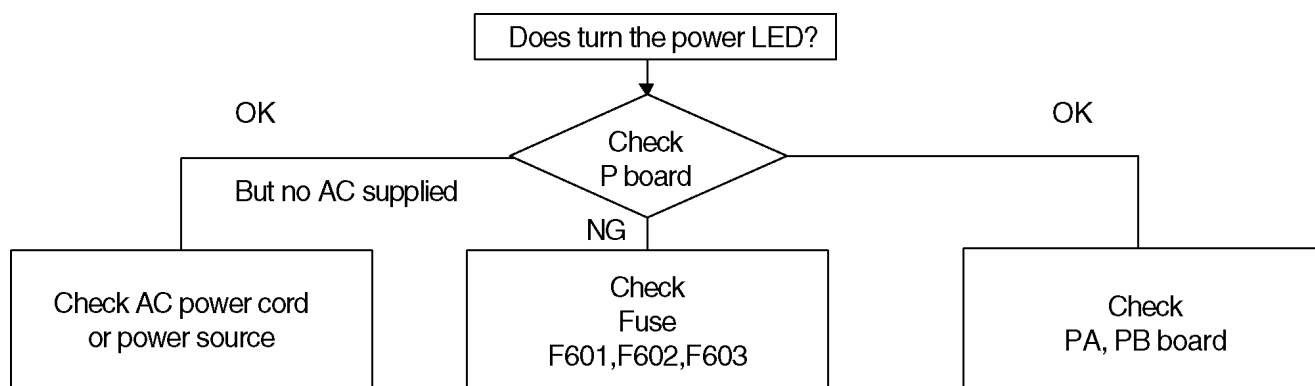 Does turn the power LED?
OK
OK
Check
P board
But no AC supplied
NG
Check AC power cord
or power source
Check
Fuse
F601,F602,F603
Check
PA, PB board